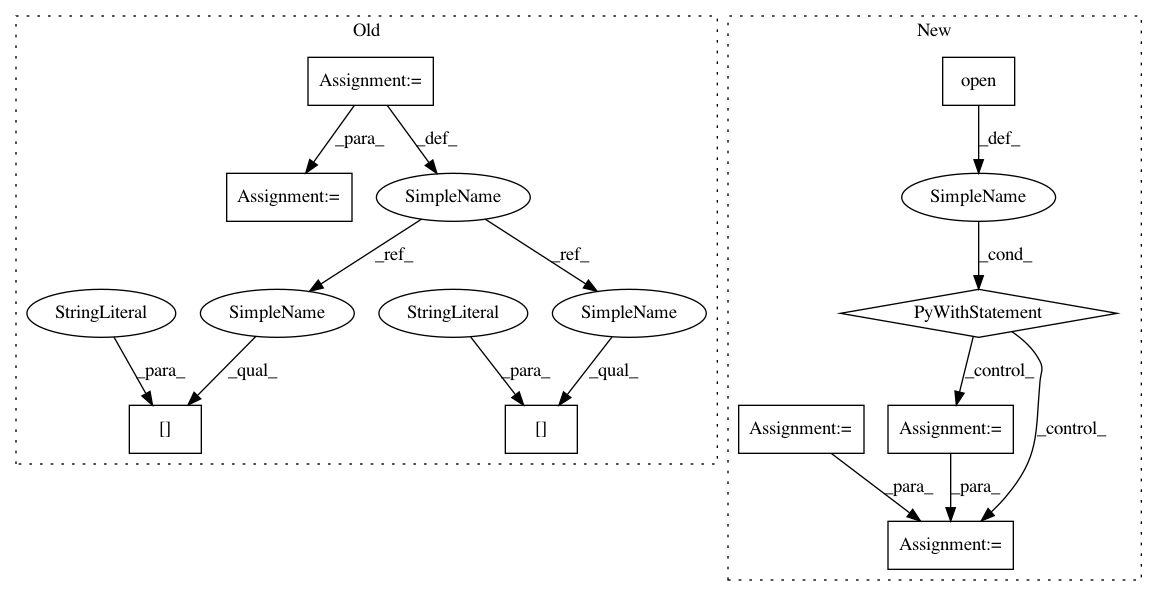 Old
New
Assignment:=
open
_para_
_def_
_def_
Assignment:=
SimpleName
SimpleName
_ref_
_ref_
_cond_
StringLiteral
SimpleName
StringLiteral
SimpleName
PyWithStatement
_para_
_qual_
_para_
_qual_
_control_
[]
[]
Assignment:=
Assignment:=
_control_
_para_
_para_
Assignment:=